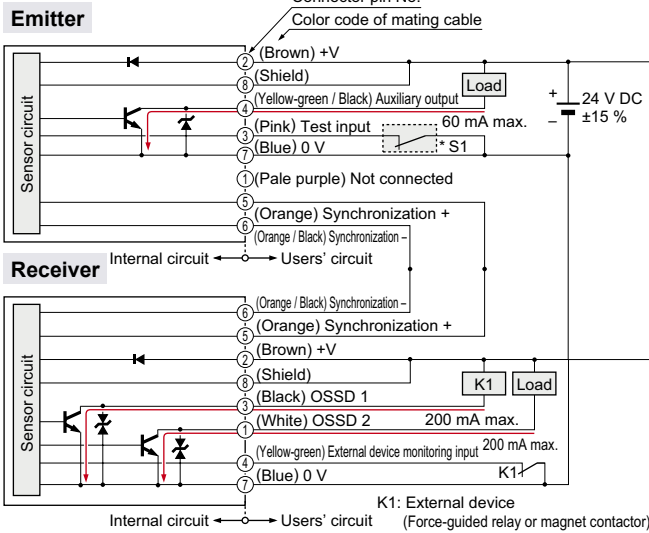 Connector pin No.
Emitter
Color code of mating cable
Sensor circuit
2 (Brown) +V
8 (Shield)
4 (Yellow-green / Black) Auxiliary output
Load
+
24 V DC
±15 %
–
3 (Pink) Test input
60 mA max.
7 (Blue) 0 V
* S1
1 (Pale purple) Not connected
5
(Orange) Synchronization +
6
(Orange / Black) Synchronization –
Internal circuit
Users' circuit
Receiver
Sensor circuit
(Orange / Black) Synchronization –
6
(Orange) Synchronization +
5
(Brown) +V
2
(Shield)
8
K1
Load
(Black) OSSD 1
3
(White) OSSD 2
1
200 mA max.
(Yellow-green) External device monitoring input
200 mA max.
4
K1
(Blue) 0 V
7
K1: External device
(Force-guided relay or magnet contactor)
Internal circuit
Users' circuit